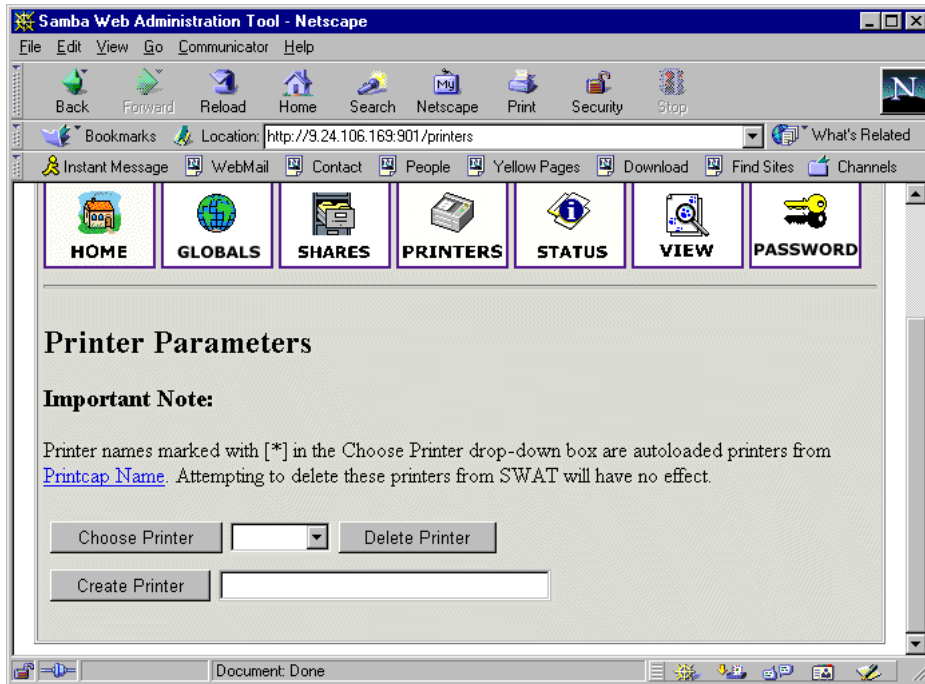 Samba Web Administration Tool - Netscape
File Edit View Go Communicator Help
Back Forward Reload Home Search Netscape Print Security Stop
My
N
Bookmarks Location: http://9.24.106.169:901/printers What's Related
Instant Message WebMail Contact People Yellow Pages Download Find Sites Channels
HOME GLOBALS SHARES PRINTERS STATUS VIEW PASSWORD
Printer Parameters
Important Note:
Printer names marked with [*] in the Choose Printer drop-down box are autoloaded printers from
Printcap Name. Attempting to delete these printers from SWAT will have no effect.
Choose Printer Delete Printer
Create Printer
Document: Done